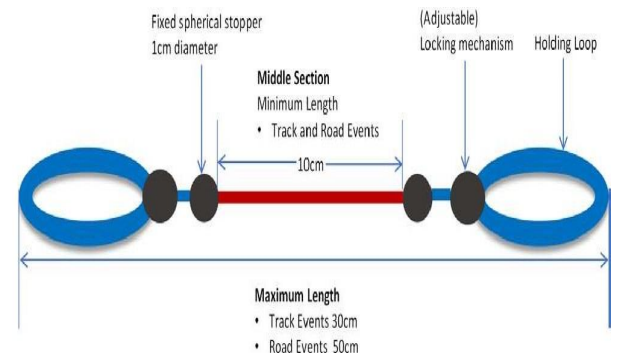 Fixed spherical stopper
1cm diameter
(Adjustable)
Locking mechanism
Holding Loop
Middle Section
Minimum Length
• Track and Road Events
10cm
Maximum Length
• Track Events 30cm
• Road Events 50cm